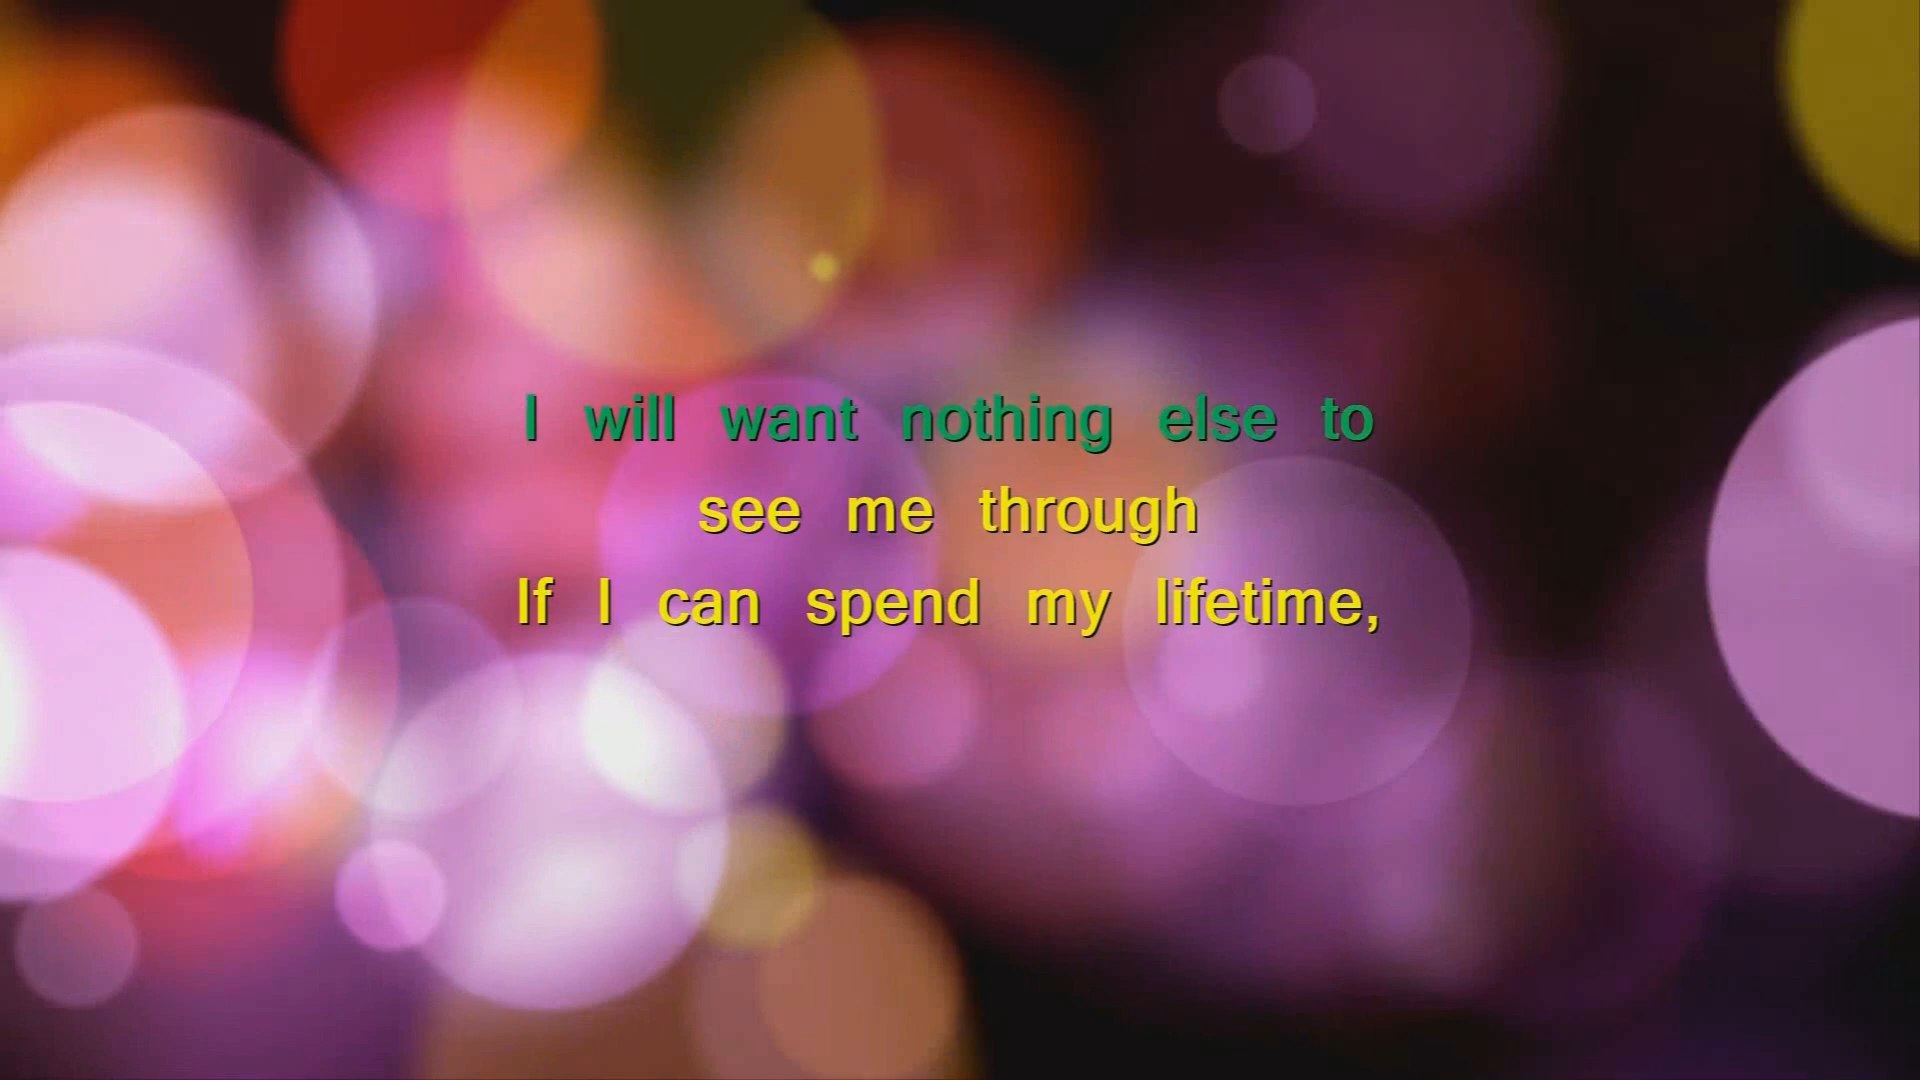 I will want nothing else to
see me through
If I can spend my lifetime,